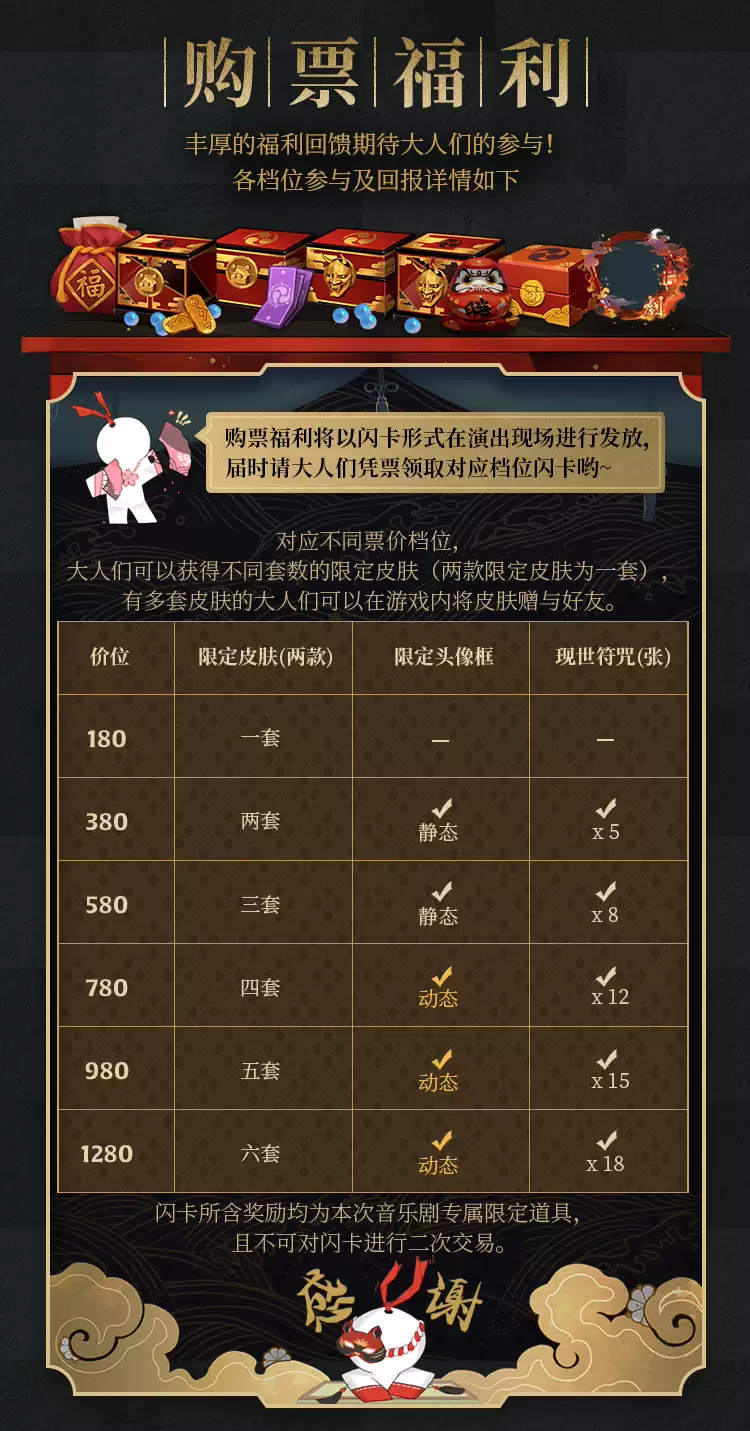 购票福利
丰厚的福利回馈期待大人们的参与！
各档位参与及回报详情如下
福
购票福利将以闪卡形式在演出现场进行发放，
届时请大人们凭票领取对应档位闪卡哟~
对应不同票价档位，
大人们可以获得不同套数的限定皮肤（两款限定皮肤为一套），
有多套皮肤的大人们可以在游戏内将皮肤赠与好友。
价位 限定皮肤(两款) 限定头像框 现世符咒(张)
180 一套 — —
380 两套 静态 x 5
580 三套 静态 x 8
780 四套 动态 x 12
980 五套 动态 x 15
1280 六套 动态 x 18
闪卡所含奖励均为本次音乐剧专属限定道具，
且不可对闪卡进行二次交易。
感谢